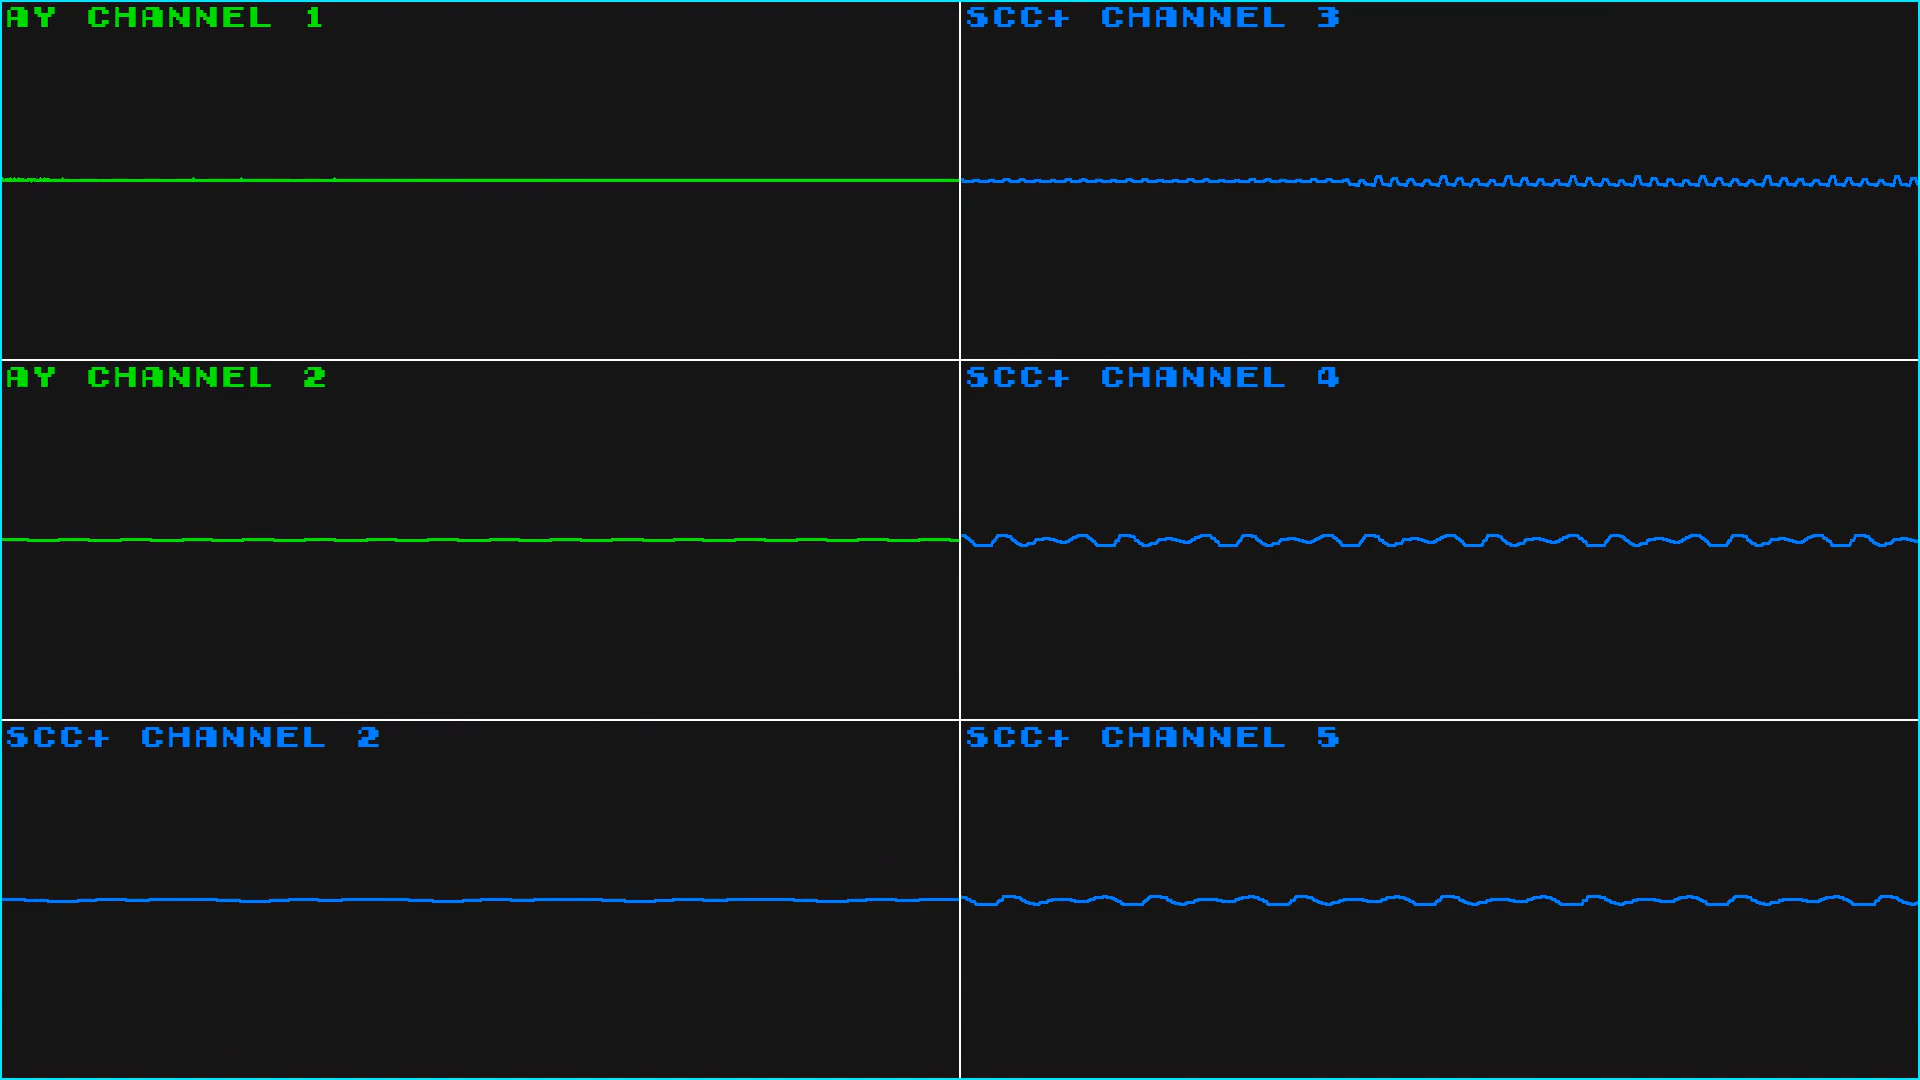 AY CHANNEL 1
SCC+ CHANNEL 3
AY CHANNEL 2
SCC+ CHANNEL 4
SCC+ CHANNEL 2
SCC+ CHANNEL 5